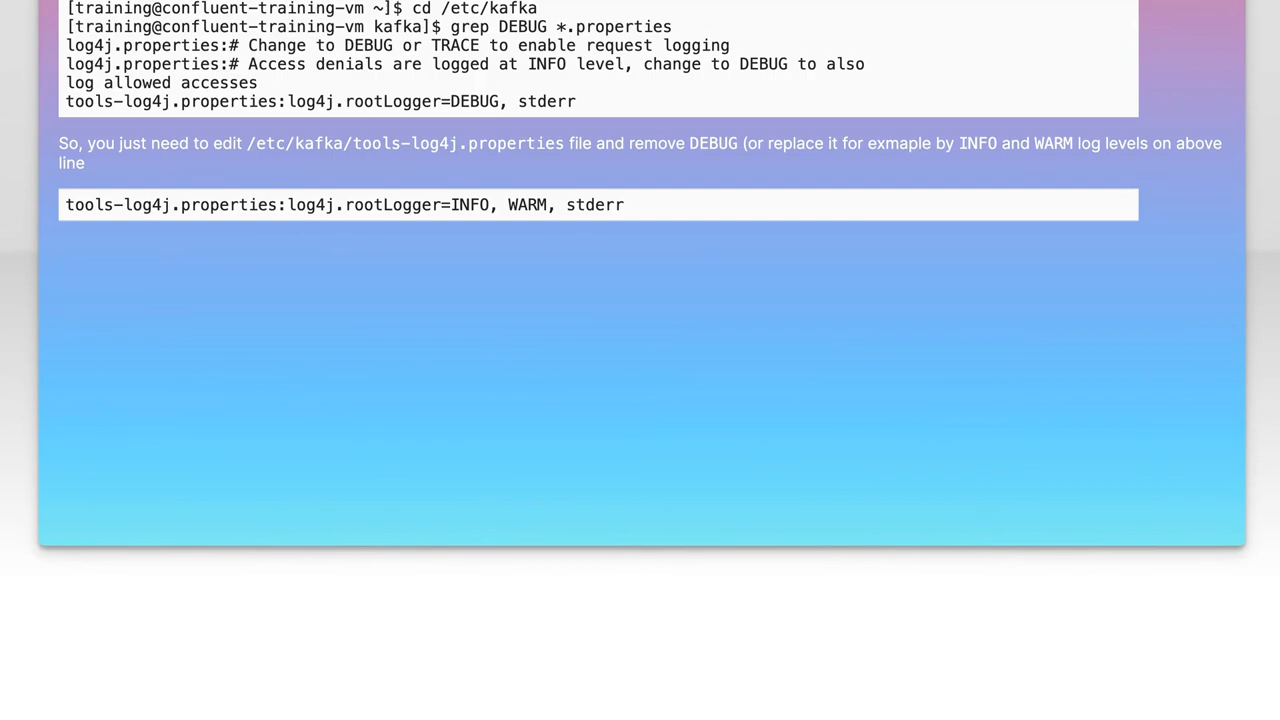 [training@confluent-training-vm ~]$ cd /etc/kafka
[training@confluent-training-vm kafka]$ grep DEBUG *.properties
log4j.properties:# Change to DEBUG or TRACE to enable request logging
log4j.properties:# Access denials are logged at INFO level, change to DEBUG to also
log allowed accesses
tools-log4j.properties:log4j.rootLogger=DEBUG, stderr
So, you just need to edit /etc/kafka/tools-log4j.properties file and remove DEBUG (or replace it for exmaple by INFO and WARM log levels on above
line
tools-log4j.properties:log4j.rootLogger=INFO, WARM, stderr